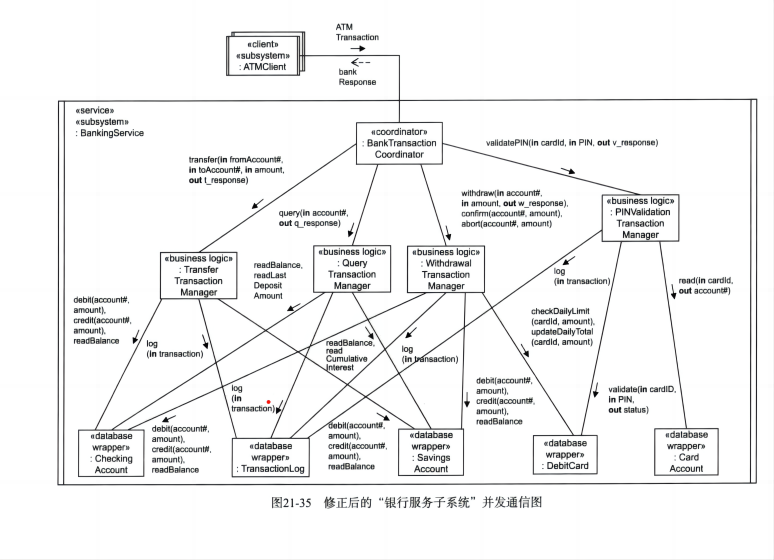 ATM
Transaction
«client»
«subsystem»
: ATMClient
bank
Response
«service»
«subsystem»
: BankingService
«coordinator»
: BankTransaction
Coordinator
transfer(in fromAccount#,
in toAccount#, in amount,
out t_response)
query(in account#,
out q_response)
withdraw(in account#,
in amount, out w_response),
confirm(account#, amount),
abort(account#, amount)
validatePIN(in cardId, in PIN, out v_response)
«business logic»
: Transfer
Transaction
Manager
«business logic»
: Query
Transaction
Manager
«business logic»
: Withdrawal
Transaction
Manager
«business logic»
: PINValidation
Transaction
Manager
readBalance,
readLast
Deposit
Amount
debit(account#,
amount),
credit(account#,
amount),
readBalance
log
(in transaction)
readBalance,
read
Cumulative
Interest
log
(in transaction)
log
(in transaction)
read(in cardId,
out account#)
checkDailyLimit
(cardId, amount),
updateDailyTotal
(cardId, amount)
log
(in
transaction)
debit(account#,
amount),
credit(account#,
amount),
readBalance
validate(in cardID,
in PIN,
out status)
debit(account#,
amount),
credit(account#,
amount),
readBalance
debit(account#,
amount),
credit(account#,
amount),
readBalance
«database
wrapper»
: Checking
Account
«database
wrapper»
: TransactionLog
«database
wrapper»
: Savings
Account
«database
wrapper»
: DebitCard
«database
wrapper»
: Card
Account
图21-35 修正后的“银行服务子系统”并发通信图